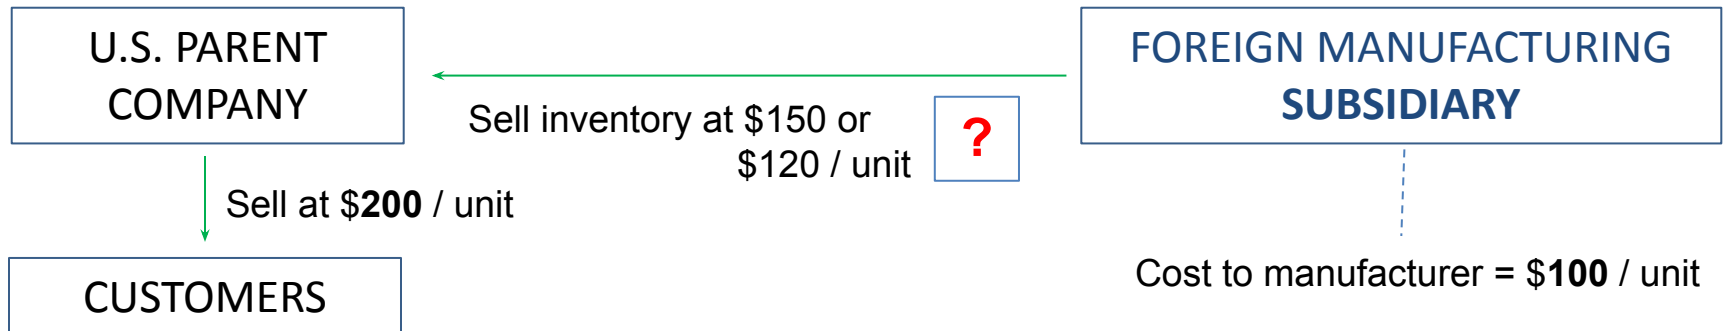 U.S. PARENT
COMPANY
FOREIGN MANUFACTURING
SUBSIDIARY
Sell inventory at $150 or
$120 / unit
?
Sell at $200 / unit
Cost to manufacturer = $100 / unit
CUSTOMERS